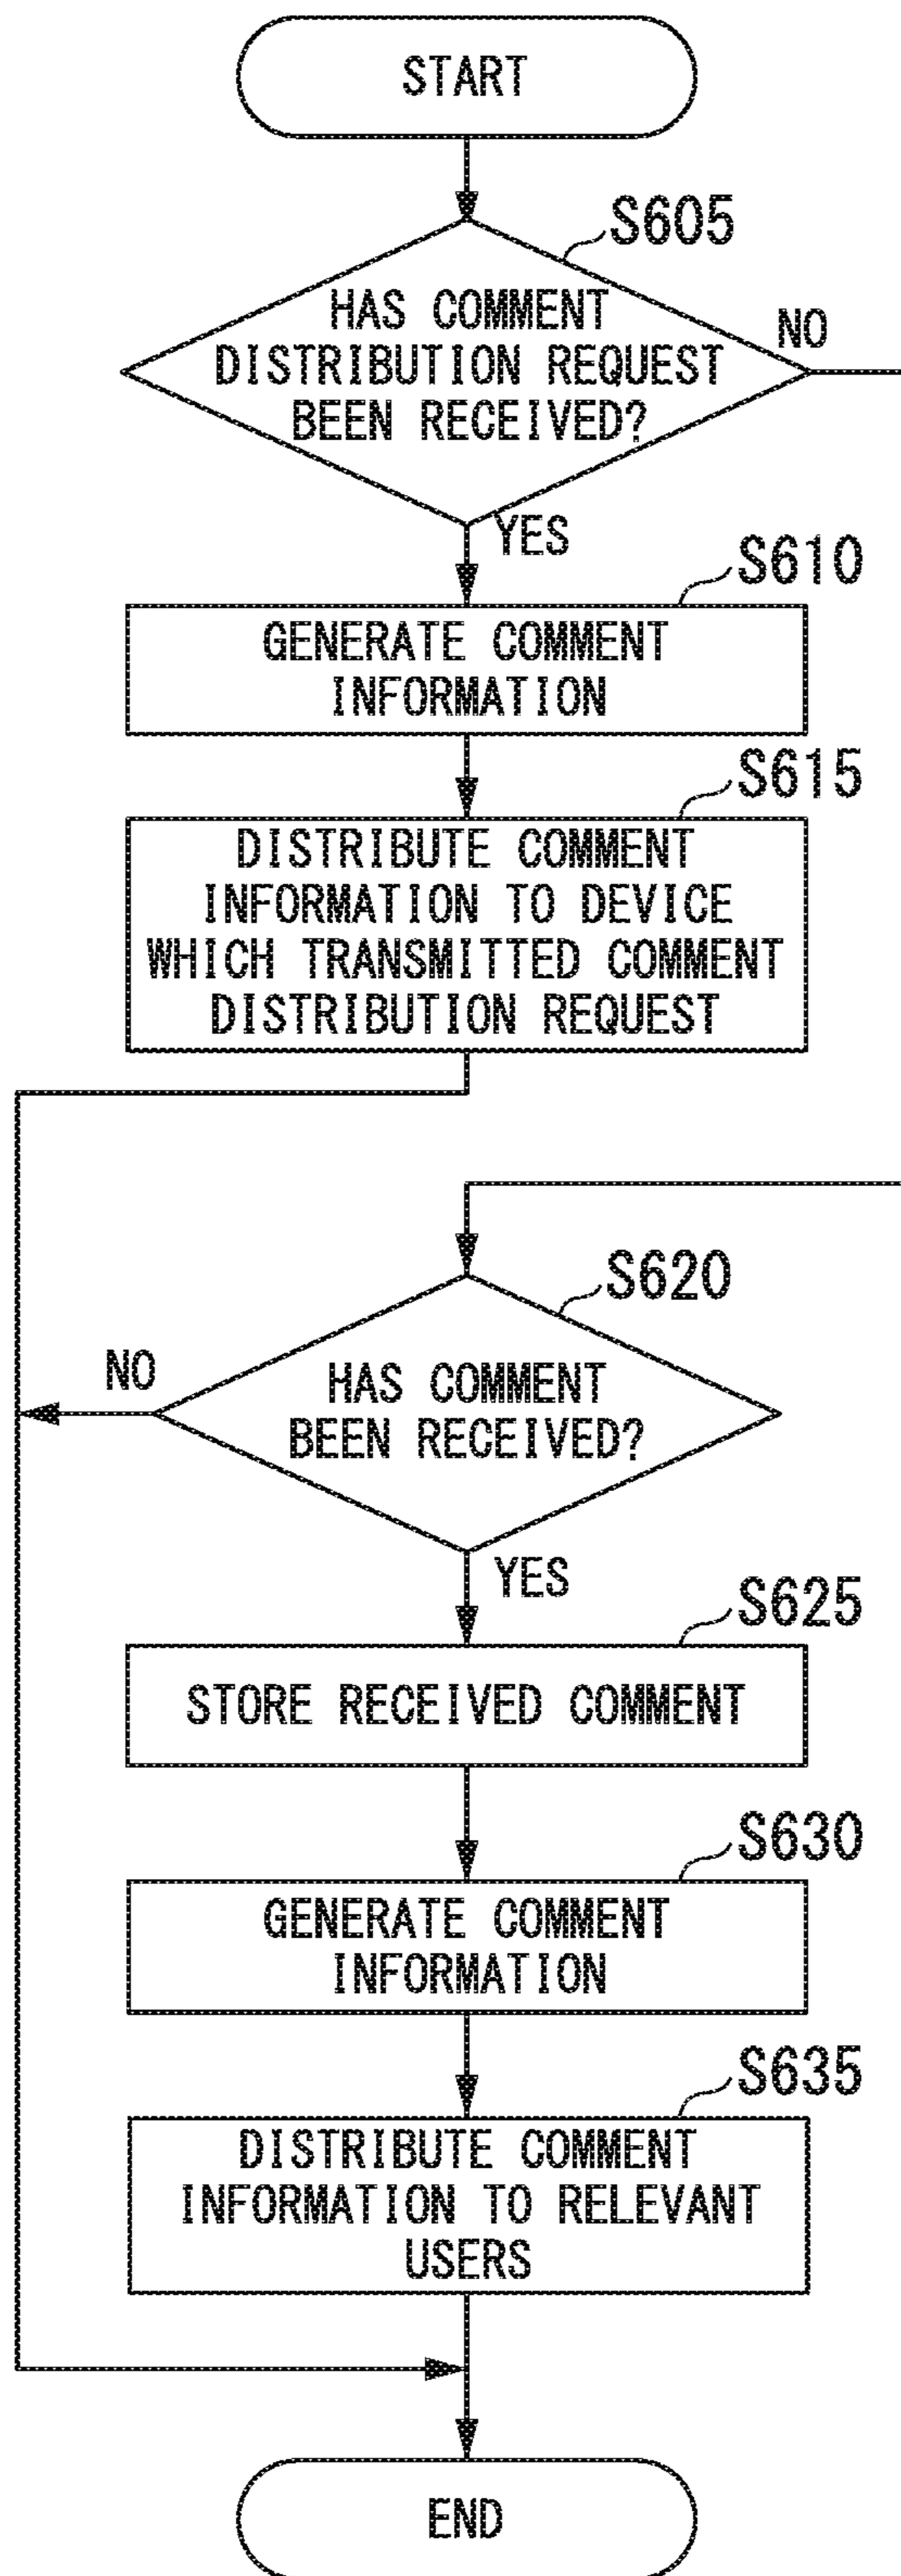 START
S605
HAS COMMENT
DISTRIBUTION REQUEST
BEEN RECEIVED?
NO
YES
S610
GENERATE COMMENT
INFORMATION
S615
DISTRIBUTE COMMENT
INFORMATION TO DEVICE
WHICH TRANSMITTED COMMENT
DISTRIBUTION REQUEST
S620
HAS COMMENT
BEEN RECEIVED?
NO
YES
S625
STORE RECEIVED COMMENT
S630
GENERATE COMMENT
INFORMATION
S635
DISTRIBUTE COMMENT
INFORMATION TO RELEVANT
USERS
END